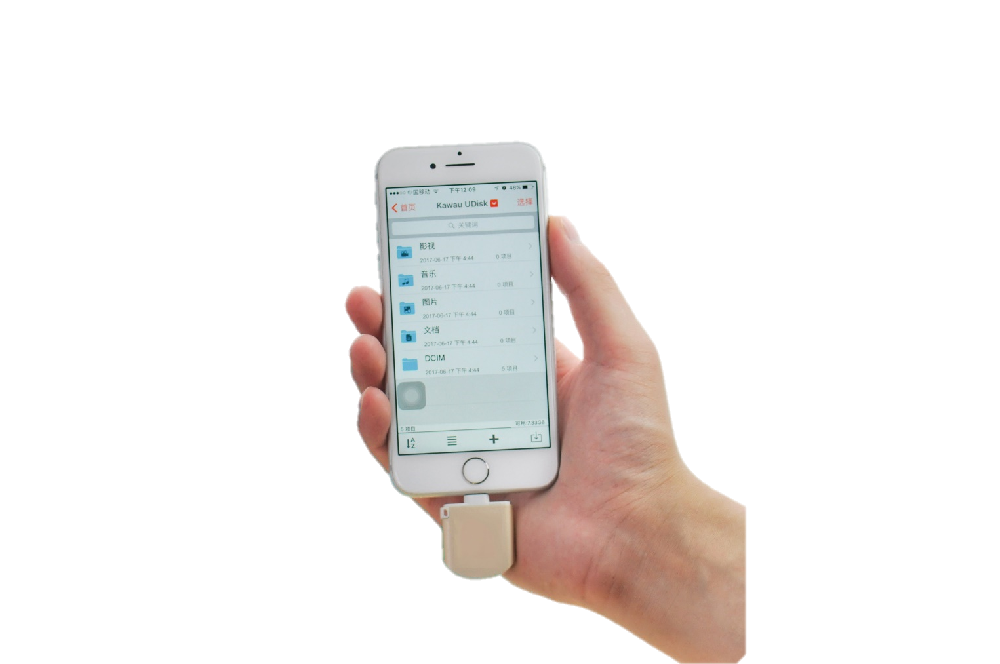 中国移动 下午12:09 48%
首页 Kawau UDisk 选择
关键词
影视
2017-06-17 下午 4:44 0 项目
音乐
2017-06-17 下午 4:44 0 项目
图片
2017-06-17 下午 4:44 0 项目
文档
2017-06-17 下午 4:44 0 项目
DCIM
2017-06-17 下午 4:44 5 项目
5 项目 可用:7.33GB
A
Z